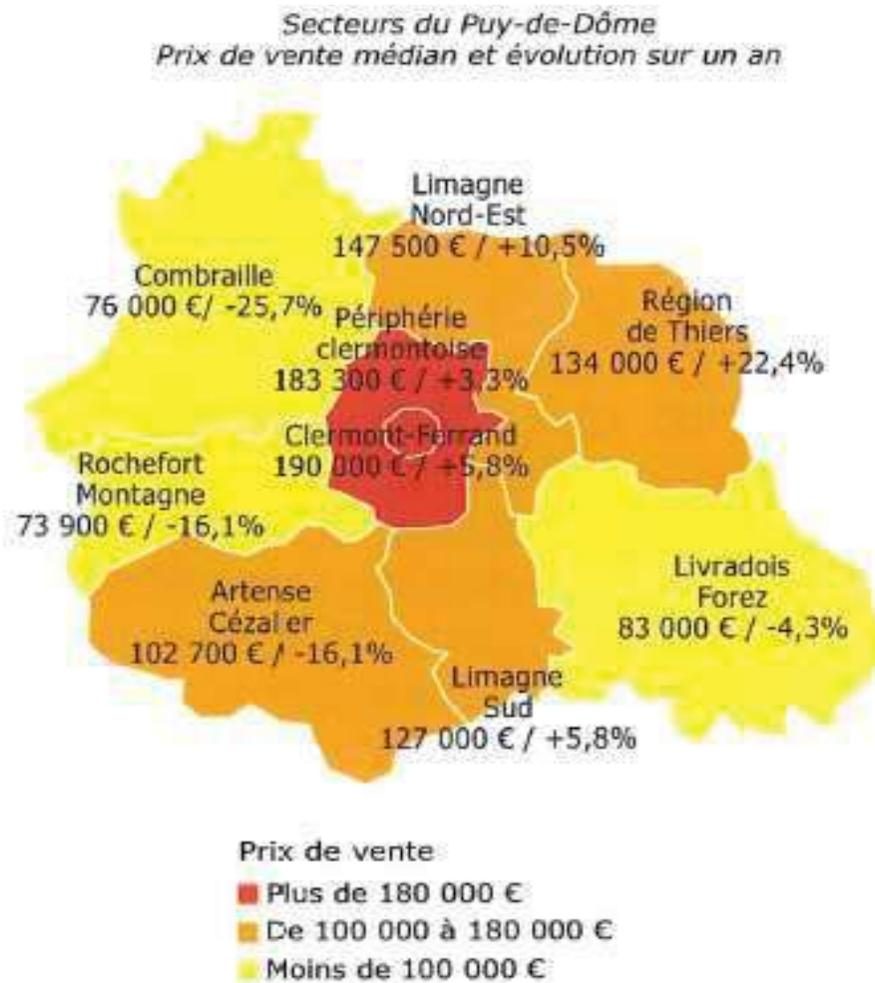 Secteurs du Puy-de-Dôme
Prix de vente médian et évolution sur un an
Limagne
Nord-Est
147 500 € / +10,5%
Combraille
76 000 €/ -25,7%
Région
de Thiers
134 000 € / +22,4%
Périphérie
clermontoise
183 300 € / +3,3%
Clermont-Ferrand
190 000 € / +5,8%
Rochefort
Montagne
73 900 € / -16,1%
Artense
Cézalier
102 700 € / -16,1%
Livradois
Forez
83 000 € / -4,3%
Limagne
Sud
127 000 € / +5,8%
Prix de vente
Plus de 180 000 €
De 100 000 à 180 000 €
Moins de 100 000 €